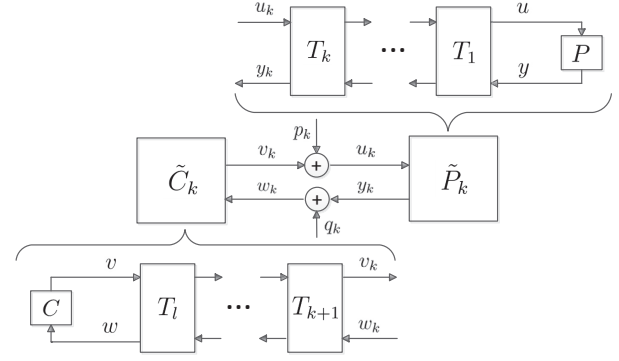 u_k T_k ... T_1 u P
y_k y
p_k
C̃_k v_k + u_k P̃_k
w_k + y_k
q_k
v T_l ... T_{k+1} v_k
C
w w_k